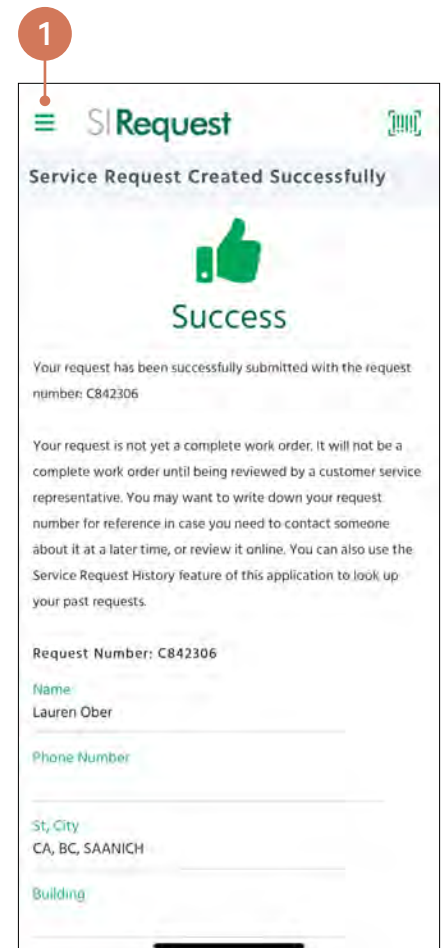 1
SIRequest
Service Request Created Successfully
Success
Your request has been successfully submitted with the request
number: C842306
Your request is not yet a complete work order. It will not be a
complete work order until being reviewed by a customer service
representative. You may want to write down your request
number for reference in case you need to contact someone
about it at a later time, or review it online. You can also use the
Service Request History feature of this application to look up
your past requests.
Request Number: C842306
Name
Lauren Ober
Phone Number
St, City
CA, BC, SAANICH
Building